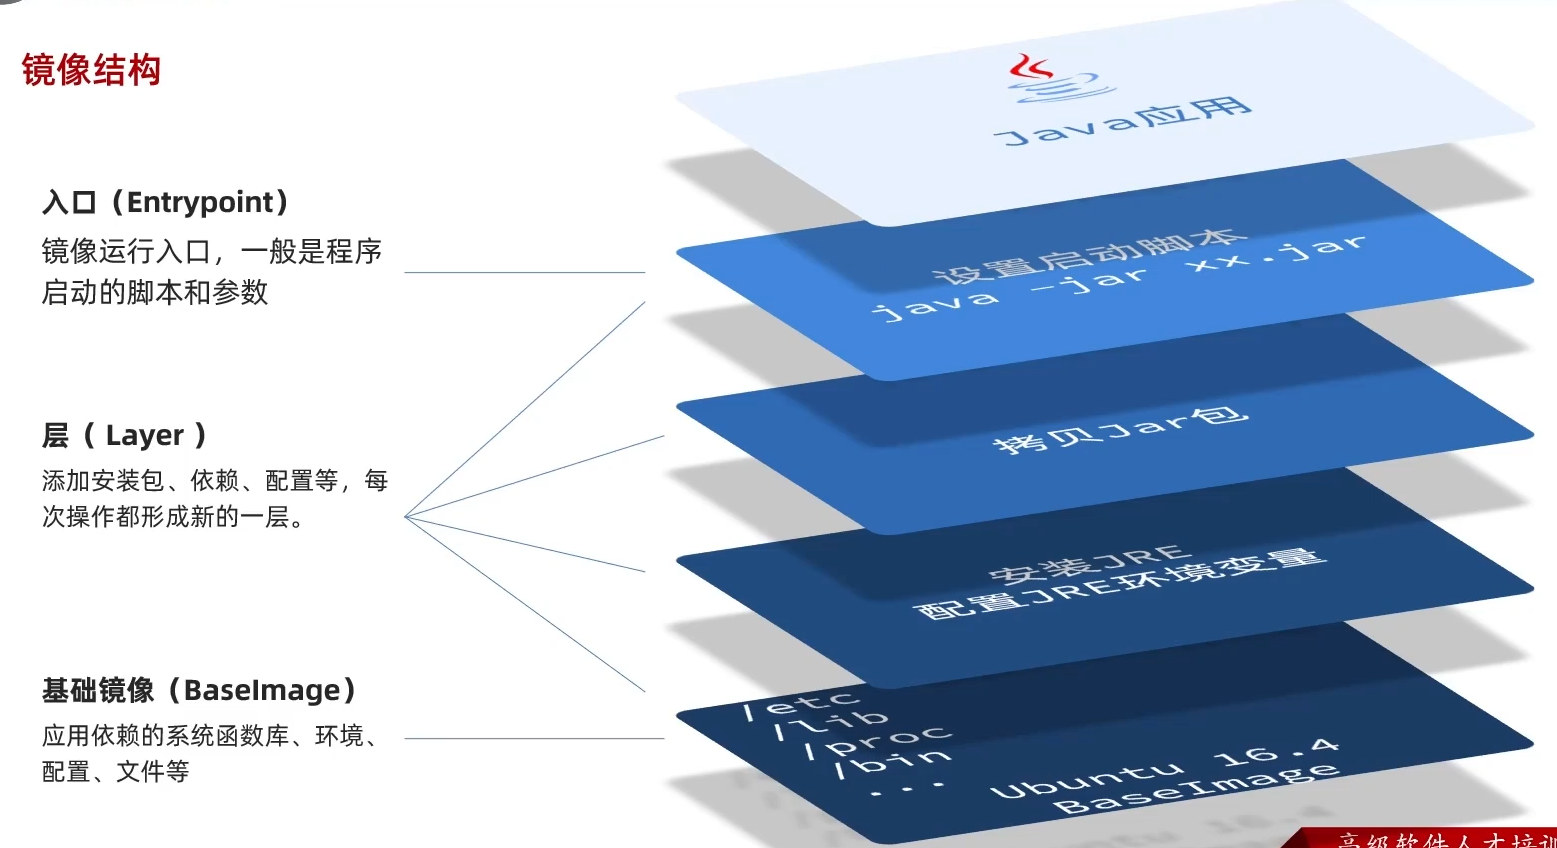 镜像结构
入口（Entrypoint）
镜像运行入口，一般是程序
启动的脚本和参数
层（ Layer ）
添加安装包、依赖、配置等，每
次操作都形成新的一层。
基础镜像（BaseImage）
应用依赖的系统函数库、环境、
配置、文件等
Java应用
设置启动脚本
java -jar xx.jar
拷贝Jar包
安装JRE
配置JRE环境变量
/etc
/lib
/proc
/bin
...
Ubuntu 16.4
BaseImage
高级软件人才培训